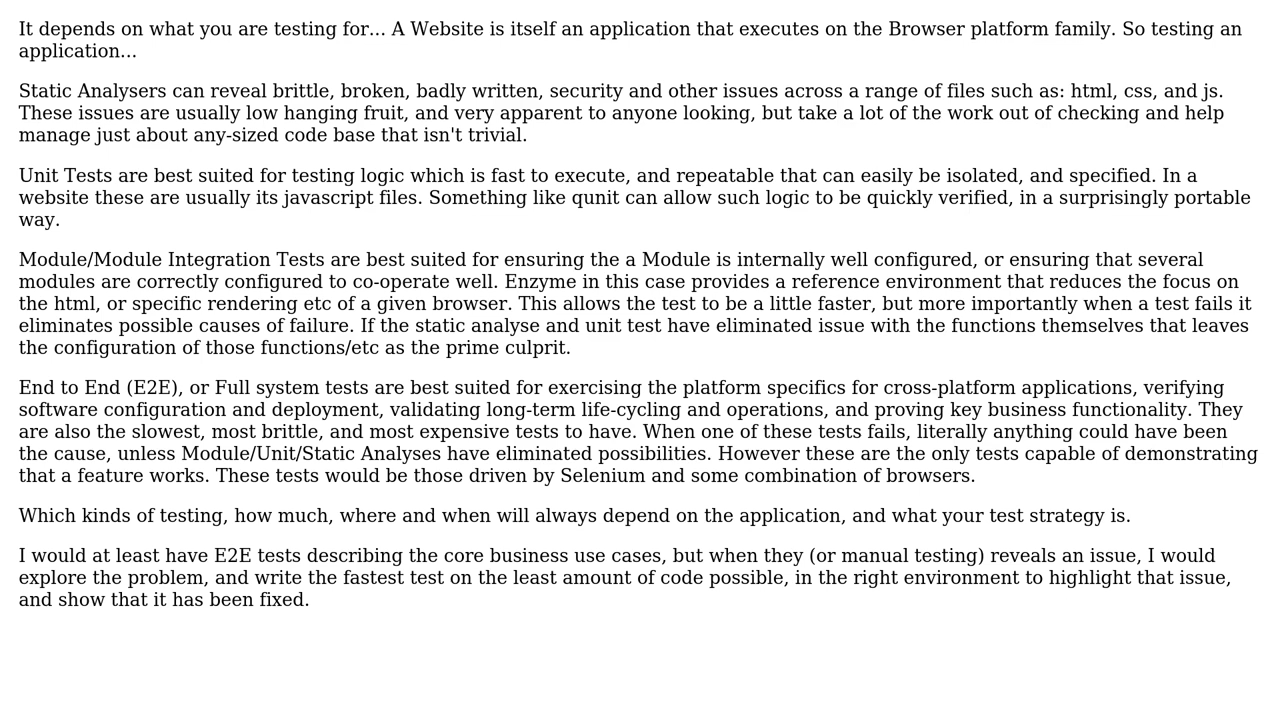 It depends on what you are testing for... A Website is itself an application that executes on the Browser platform family. So testing an
application...
Static Analysers can reveal brittle, broken, badly written, security and other issues across a range of files such as: html, css, and js.
These issues are usually low hanging fruit, and very apparent to anyone looking, but take a lot of the work out of checking and help
manage just about any-sized code base that isn't trivial.
Unit Tests are best suited for testing logic which is fast to execute, and repeatable that can easily be isolated, and specified. In a
website these are usually its javascript files. Something like qunit can allow such logic to be quickly verified, in a surprisingly portable
way.
Module/Module Integration Tests are best suited for ensuring the a Module is internally well configured, or ensuring that several
modules are correctly configured to co-operate well. Enzyme in this case provides a reference environment that reduces the focus on
the html, or specific rendering etc of a given browser. This allows the test to be a little faster, but more importantly when a test fails it
eliminates possible causes of failure. If the static analyse and unit test have eliminated issue with the functions themselves that leaves
the configuration of those functions/etc as the prime culprit.
End to End (E2E), or Full system tests are best suited for exercising the platform specifics for cross-platform applications, verifying
software configuration and deployment, validating long-term life-cycling and operations, and proving key business functionality. They
are also the slowest, most brittle, and most expensive tests to have. When one of these tests fails, literally anything could have been
the cause, unless Module/Unit/Static Analyses have eliminated possibilities. However these are the only tests capable of demonstrating
that a feature works. These tests would be those driven by Selenium and some combination of browsers.
Which kinds of testing, how much, where and when will always depend on the application, and what your test strategy is.
I would at least have E2E tests describing the core business use cases, but when they (or manual testing) reveals an issue, I would
explore the problem, and write the fastest test on the least amount of code possible, in the right environment to highlight that issue,
and show that it has been fixed.